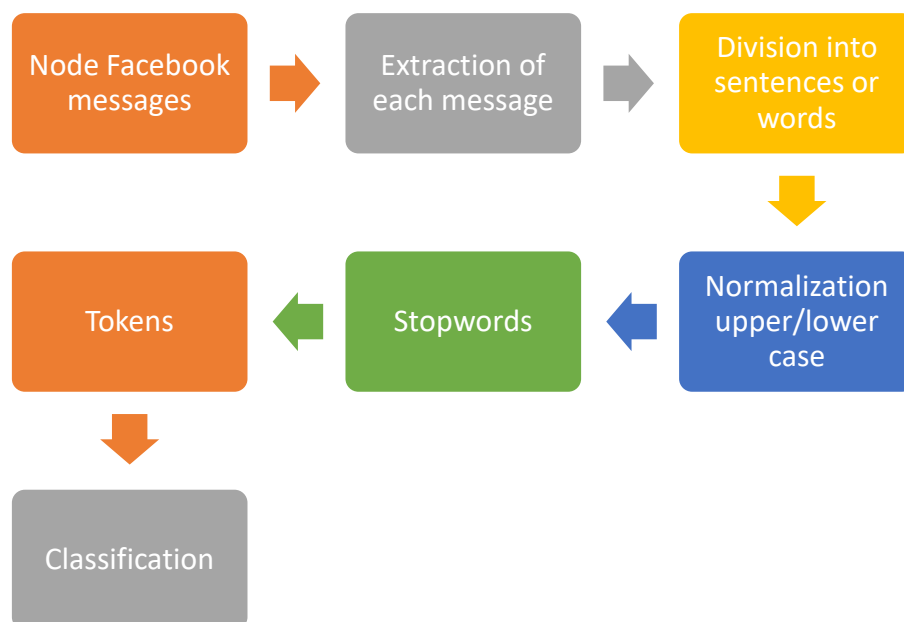 Node Facebook
messages
Extraction of
each message
Division into
sentences or
words
Normalization
upper/lower
case
Stopwords
Tokens
Classification